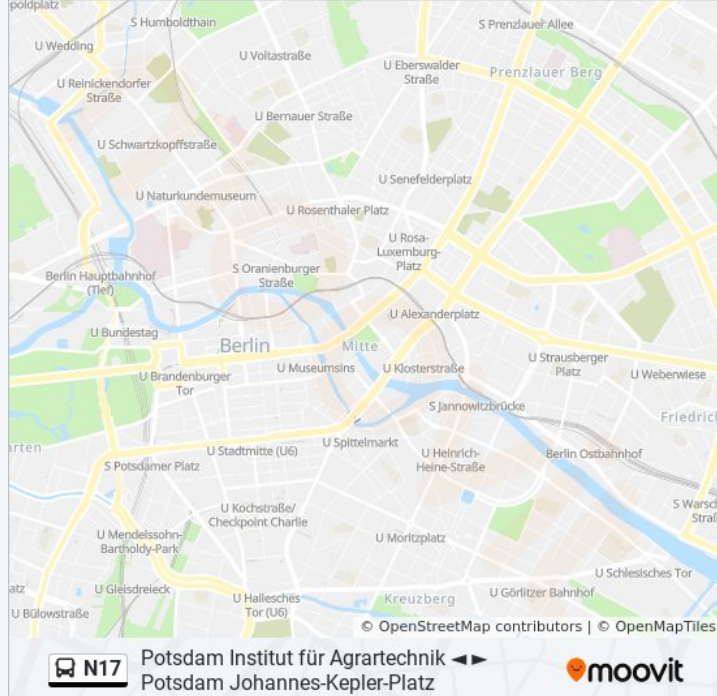 poldplatz
S Humboldthain
S Prenzlauer Allee
U Wedding
U Voltastraße
U Eberswalder
Straße
Prenzlauer Berg
U Reinickendorfer
Straße
U Bernauer Straße
U Schwartzkopffstraße
U Senefelderplatz
U Naturkundemuseum
U Rosenthaler Platz
U Rosa-
Luxemburg-
Platz
S Oranienburger
Straße
Berlin Hauptbahnhof
(Tief)
U Alexanderplatz
U Bundestag
Berlin
Mitte
U Strausberger
Platz
U Museumsins
U Klosterstraße
U Weberwiese
U Brandenburger
Tor
S Jannowitzbrücke
Friedric
arten
U Stadtmitte (U6)
U Spittelmarkt
U Heinrich-
Heine-Straße
Berlin Ostbahnhof
S Potsdamer Platz
S Warsc
Straß
U Kochstraße/
Checkpoint Charlie
U Mendelssohn-
Bartholdy-Park
U Moritzplatz
U Schlesisches Tor
atz
U Gleisdreieck
U Hallesches
Tor (U6)
Kreuzberg
U Görlitzer Bahnhof
U Bülowstraße
© OpenStreetMap contributors | © OpenMapTiles
N17
Potsdam Institut für Agrartechnik ◄►
Potsdam Johannes-Kepler-Platz
moovit